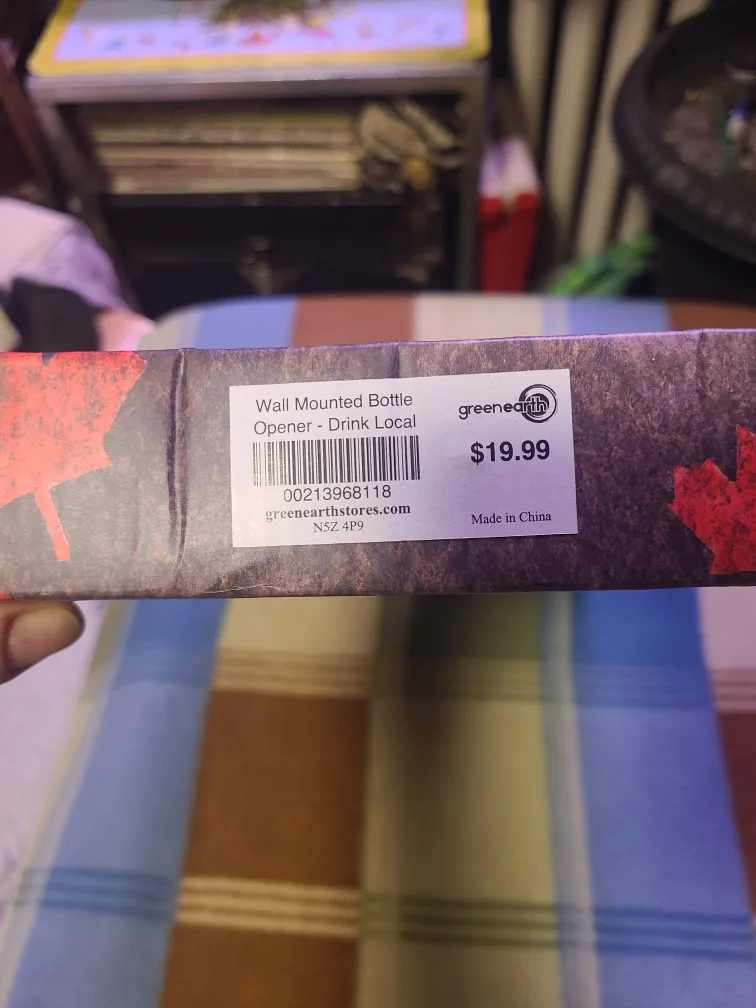 Wall Mounted Bottle
Opener - Drink Local
00213968118
greenearthstores.com
N5Z 4P9
greenearth
$19.99
Made in China